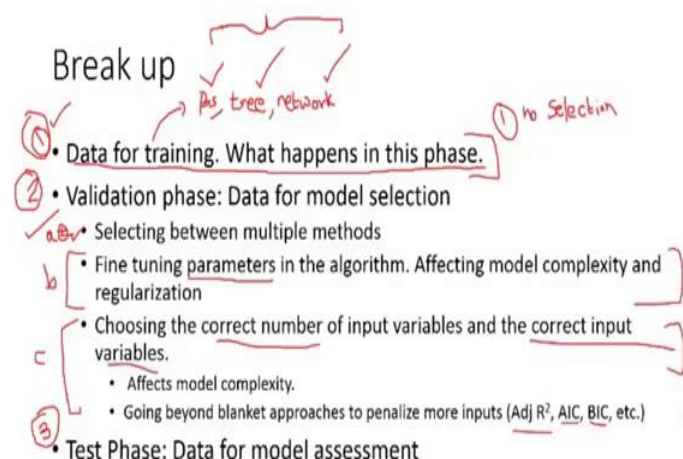 Break up
tree, network
① no Selection
① • Data for training. What happens in this phase.
② • Validation phase: Data for model selection
a • Selecting between multiple methods
b • Fine tuning parameters in the algorithm. Affecting model complexity and
regularization
c • Choosing the correct number of input variables and the correct input
variables.
• Affects model complexity.
• Going beyond blanket approaches to penalize more inputs (Adj R², AIC, BIC, etc.)
③
• Test Phase: Data for model assessment